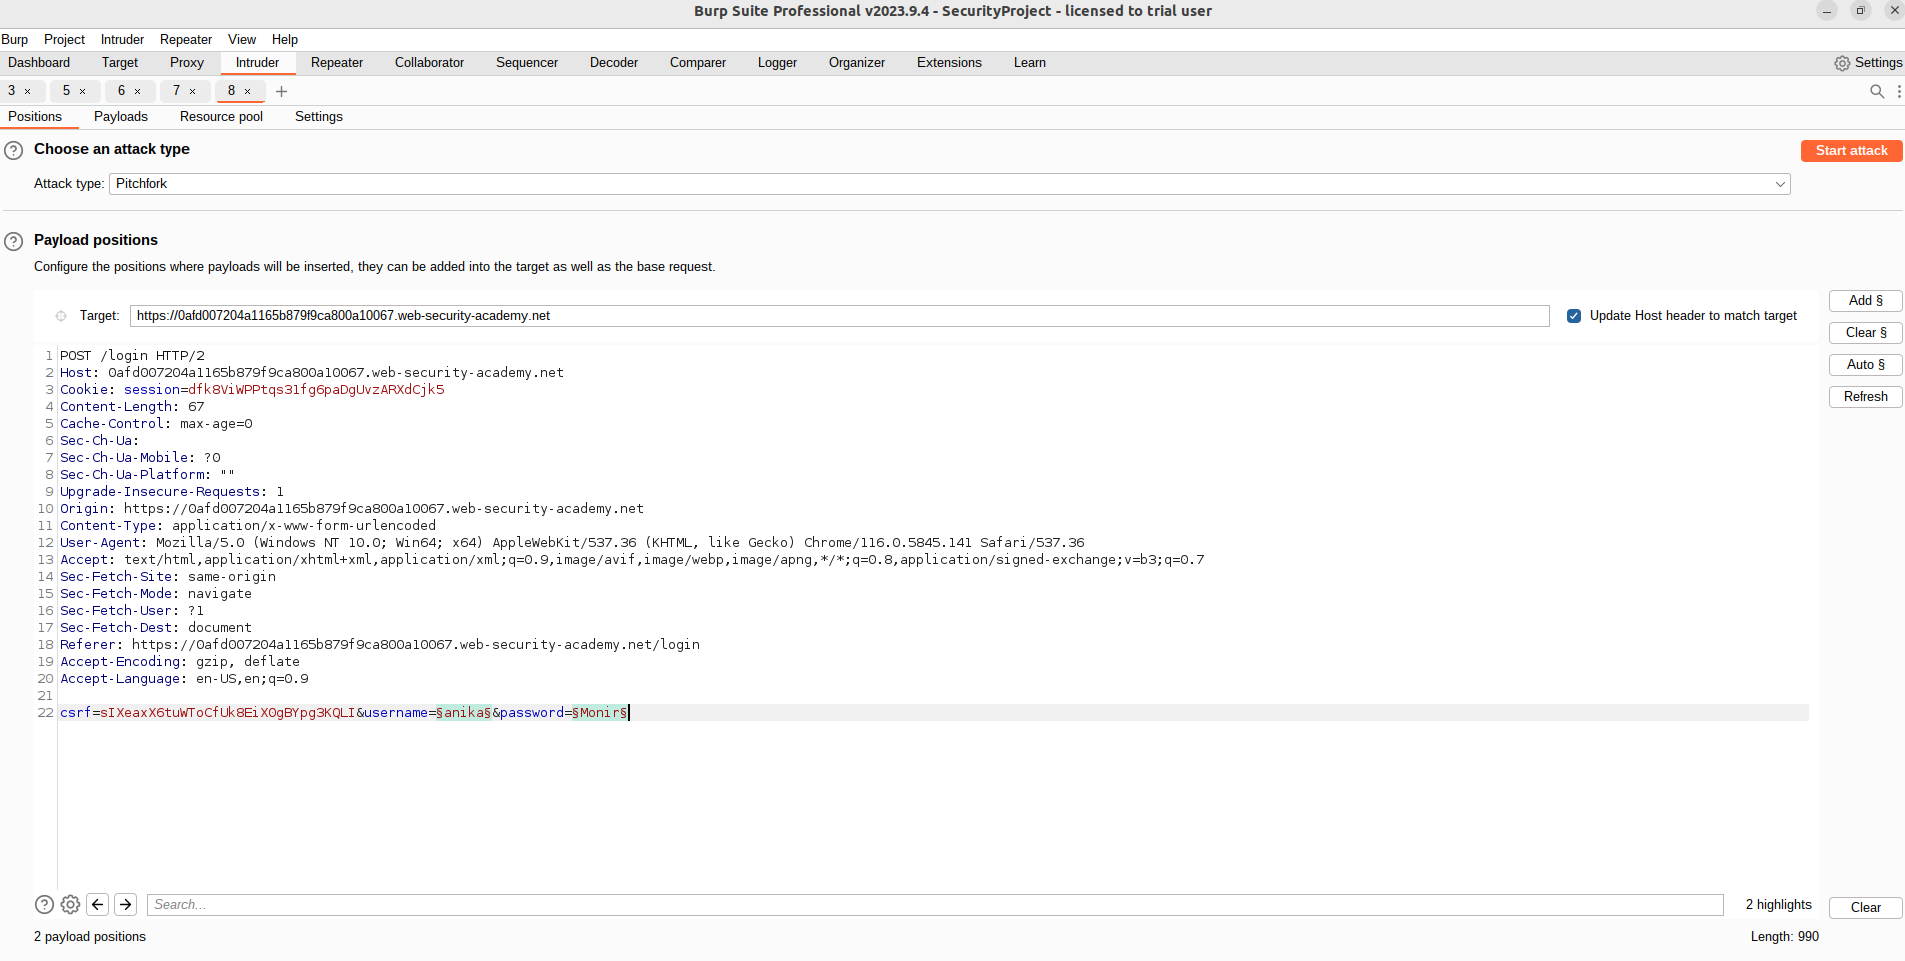 Burp Suite Professional v2023.9.4 - SecurityProject - licensed to trial user
Burp Project Intruder Repeater View Help
Dashboard Target Proxy Intruder Repeater Collaborator Sequencer Decoder Comparer Logger Organizer Extensions Learn Settings
3 × 5 × 6 × 7 × 8 × +
Positions Payloads Resource pool Settings
Choose an attack type
Start attack
Attack type: Pitchfork
Payload positions
Configure the positions where payloads will be inserted, they can be added into the target as well as the base request.
Add §
Target: https://0afd007204a1165b879f9ca800a10067.web-security-academy.net Update Host header to match target
Clear §
Auto §
Refresh
1 POST /login HTTP/2
2 Host: 0afd007204a1165b879f9ca800a10067.web-security-academy.net
3 Cookie: session=dfk8ViWPPtqs3lfg6paDgUvzARXdCjk5
4 Content-Length: 67
5 Cache-Control: max-age=0
6 Sec-Ch-Ua:
7 Sec-Ch-Ua-Mobile: ?0
8 Sec-Ch-Ua-Platform: ""
9 Upgrade-Insecure-Requests: 1
10 Origin: https://0afd007204a1165b879f9ca800a10067.web-security-academy.net
11 Content-Type: application/x-www-form-urlencoded
12 User-Agent: Mozilla/5.0 (Windows NT 10.0; Win64; x64) AppleWebKit/537.36 (KHTML, like Gecko) Chrome/116.0.5845.141 Safari/537.36
13 Accept: text/html,application/xhtml+xml,application/xml;q=0.9,image/avif,image/webp,image/apng,*/*;q=0.8,application/signed-exchange;v=b3;q=0.7
14 Sec-Fetch-Site: same-origin
15 Sec-Fetch-Mode: navigate
16 Sec-Fetch-User: ?1
17 Sec-Fetch-Dest: document
18 Referer: https://0afd007204a1165b879f9ca800a10067.web-security-academy.net/login
19 Accept-Encoding: gzip, deflate
20 Accept-Language: en-US,en;q=0.9
21
22 csrf=sIXeaxX6tuWToCfUk8EiX0gBYpg3KQLI&username=§anika§&password=§Monir§
Search... 2 highlights Clear
2 payload positions Length: 990